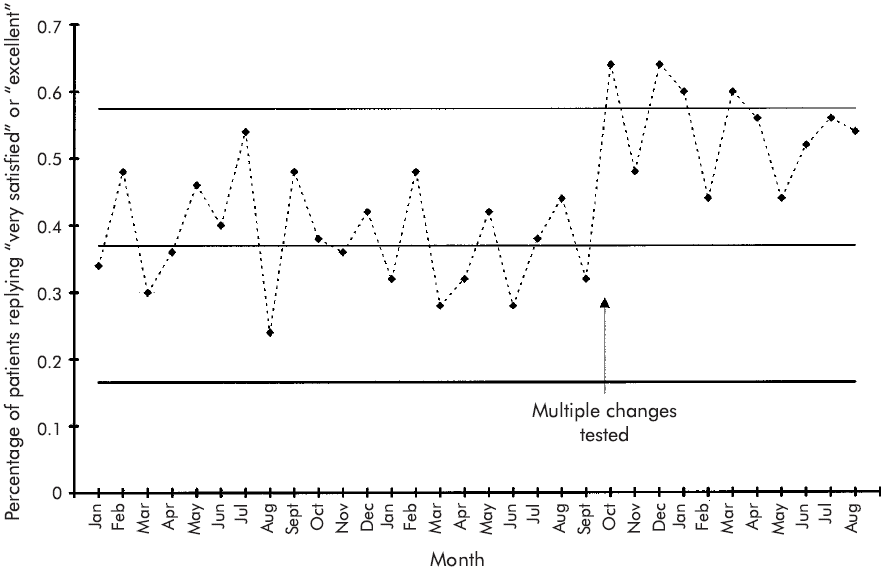 Percentage of patients replying “very satisfied” or “excellent”
0.7
0.6
0.5
0.4
0.3
0.2
0.1
0
Multiple changes
tested
Jan Feb Mar Apr May Jun Jul Aug Sept Oct Nov Dec Jan Feb Mar Apr May Jun Jul Aug Sept Oct Nov Dec Jan Feb Mar Apr May Jun Jul Aug
Month